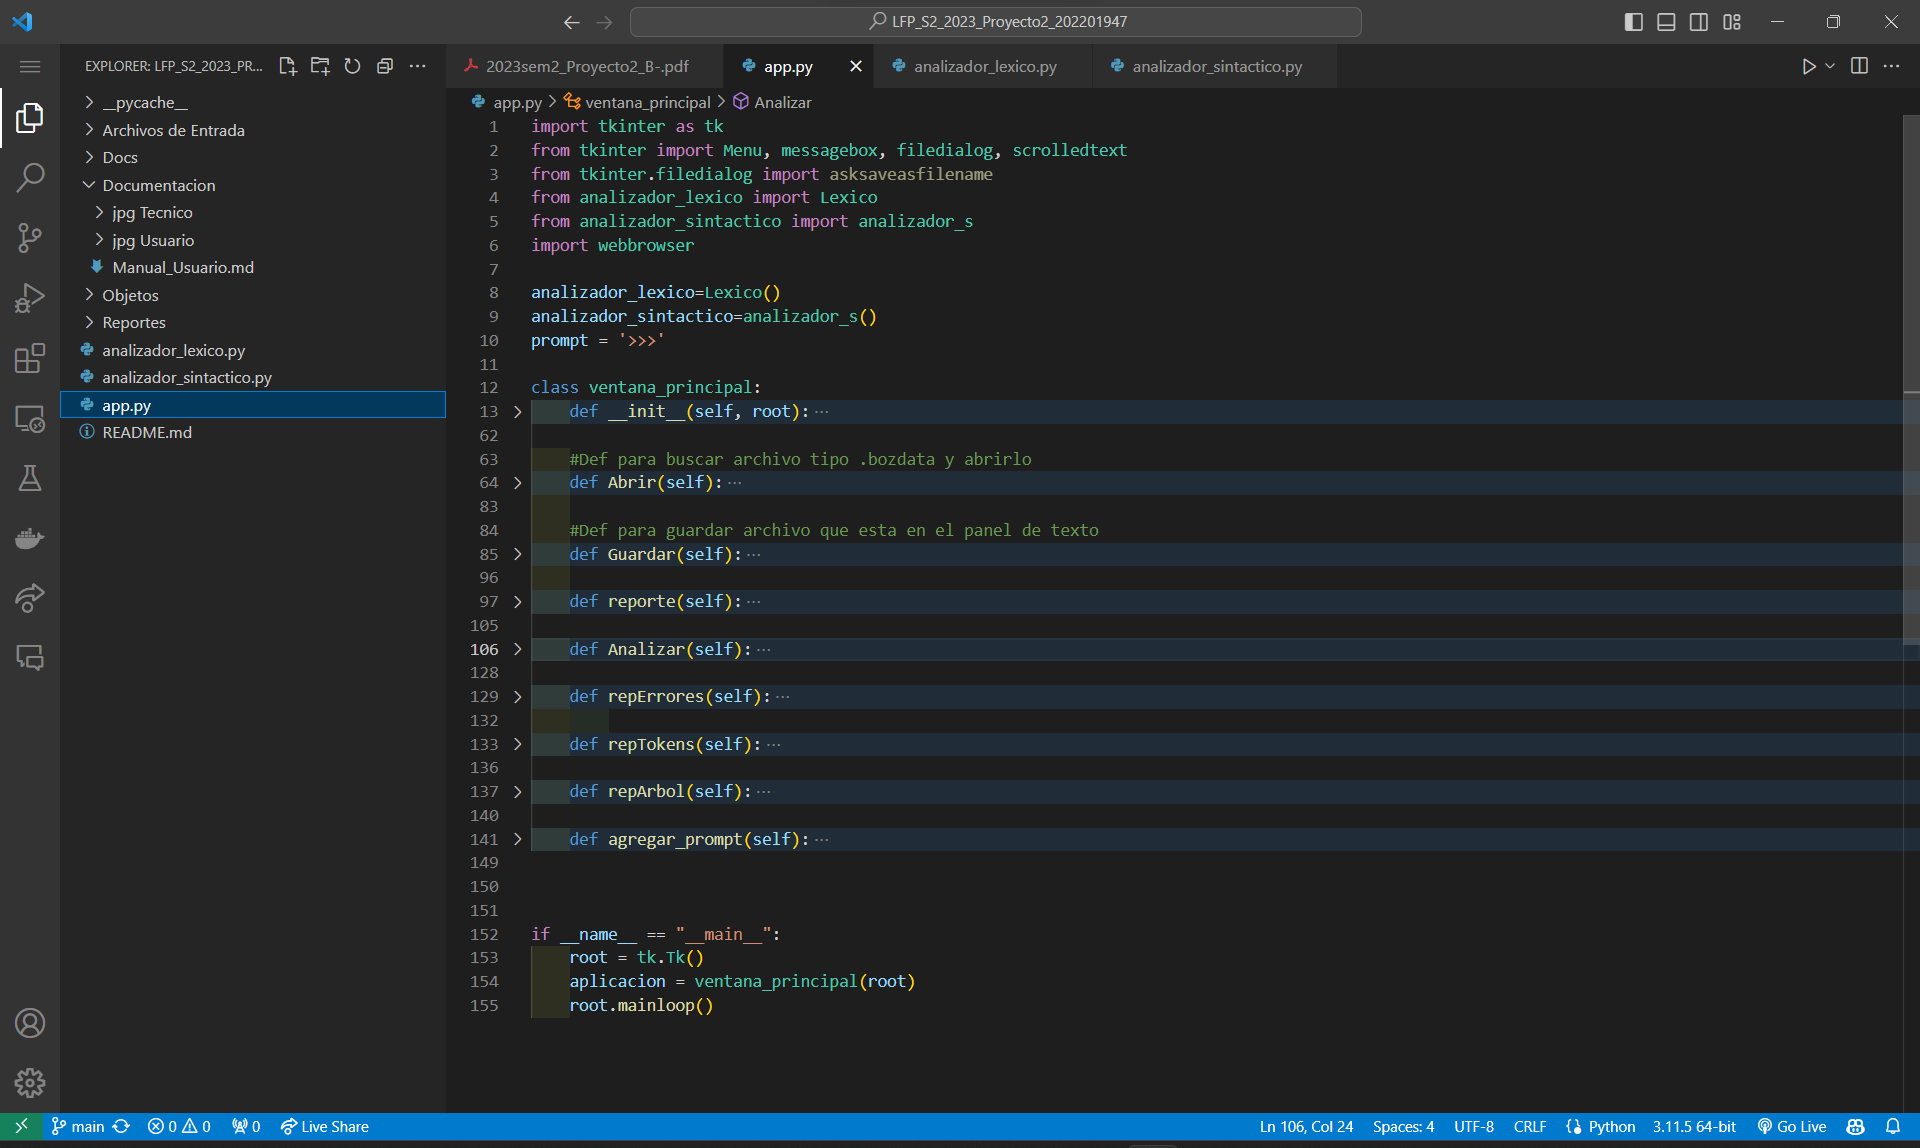 LFP_S2_2023_Proyecto2_202201947
EXPLORER: LFP_S2_2023_PR...
__pycache__
Archivos de Entrada
Docs
Documentacion
jpg Tecnico
jpg Usuario
Manual_Usuario.md
Objetos
Reportes
analizador_lexico.py
analizador_sintactico.py
app.py
README.md
2023sem2_Proyecto2_B-.pdf
app.py
analizador_lexico.py
analizador_sintactico.py
app.py > ventana_principal > Analizar
1 import tkinter as tk
2 from tkinter import Menu, messagebox, filedialog, scrolledtext
3 from tkinter.filedialog import asksaveasfilename
4 from analizador_lexico import Lexico
5 from analizador_sintactico import analizador_s
6 import webbrowser
7
8 analizador_lexico=Lexico()
9 analizador_sintactico=analizador_s()
10 prompt = '>>>'
11
12 class ventana_principal:
13 def __init__(self, root):···
62
63 #Def para buscar archivo tipo .bozdata y abrirlo
64 def Abrir(self):···
83
84 #Def para guardar archivo que esta en el panel de texto
85 def Guardar(self):···
96
97 def reporte(self):···
105
106 def Analizar(self):···
128
129 def repErrores(self):···
132
133 def repTokens(self):···
136
137 def repArbol(self):···
140
141 def agregar_prompt(self):···
149
150
151
152 if __name__ == "__main__":
153 root = tk.Tk()
154 aplicacion = ventana_principal(root)
155 root.mainloop()
main 0 0 0 Live Share Ln 106, Col 24 Spaces: 4 UTF-8 CRLF Python 3.11.5 64-bit Go Live